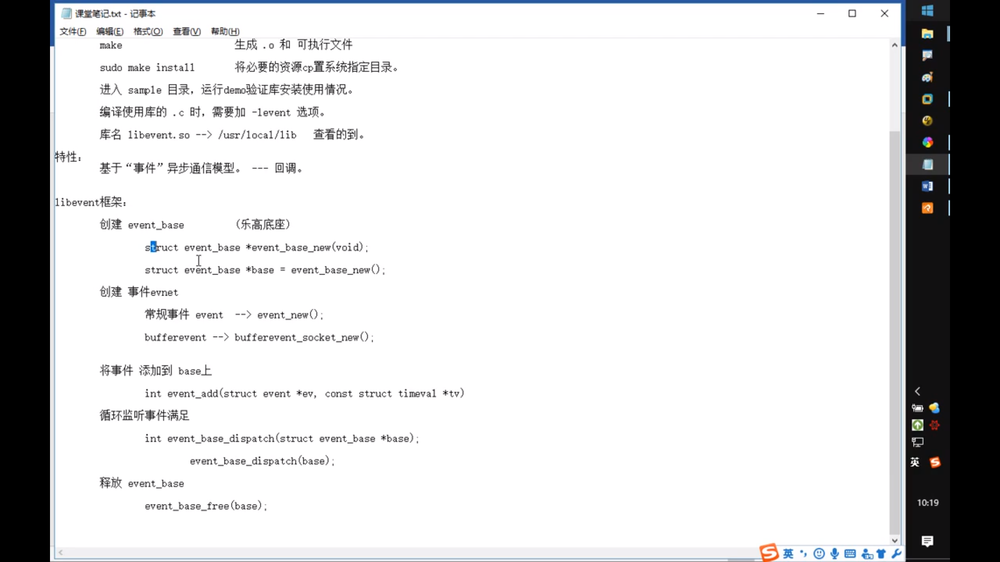 课堂笔记.txt - 记事本
文件(F) 编辑(E) 格式(O) 查看(V) 帮助(H)
make 生成 .o 和 可执行文件
sudo make install 将必要的资源cp置系统指定目录。
进入 sample 目录，运行demo验证库安装使用情况。
编译使用库的 .c 时，需要加 -levent 选项。
库名 libevent.so --> /usr/local/lib 查看的到。
特性：
基于“事件”异步通信模型。 --- 回调。
libevent框架：
创建 event_base （乐高底座）
struct event_base *event_base_new(void);
struct event_base *base = event_base_new();
创建 事件evnet
常规事件 event --> event_new();
bufferevent --> bufferevent_socket_new();
将事件 添加到 base上
int event_add(struct event *ev, const struct timeval *tv)
循环监听事件满足
int event_base_dispatch(struct event_base *base);
event_base_dispatch(base);
释放 event_base
event_base_free(base);
英
10:19
英